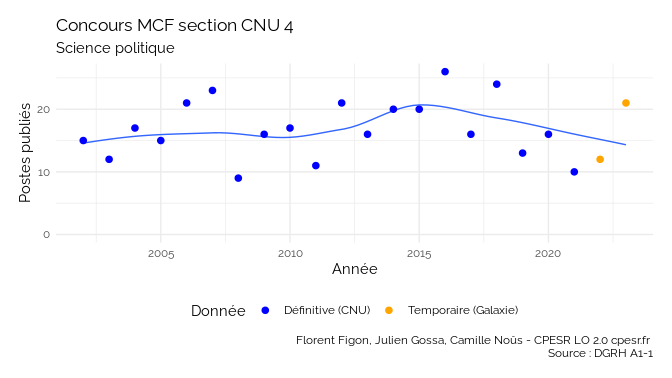 Concours MCF section CNU 4
Science politique
Postes publiés
20
10
0
2005
2010
2015
2020
Année
Donnée
Définitive (CNU)
Temporaire (Galaxie)
Florent Figon, Julien Gossa, Camille Noûs - CPESR LO 2.0 cpesr.fr
Source : DGRH A1-1